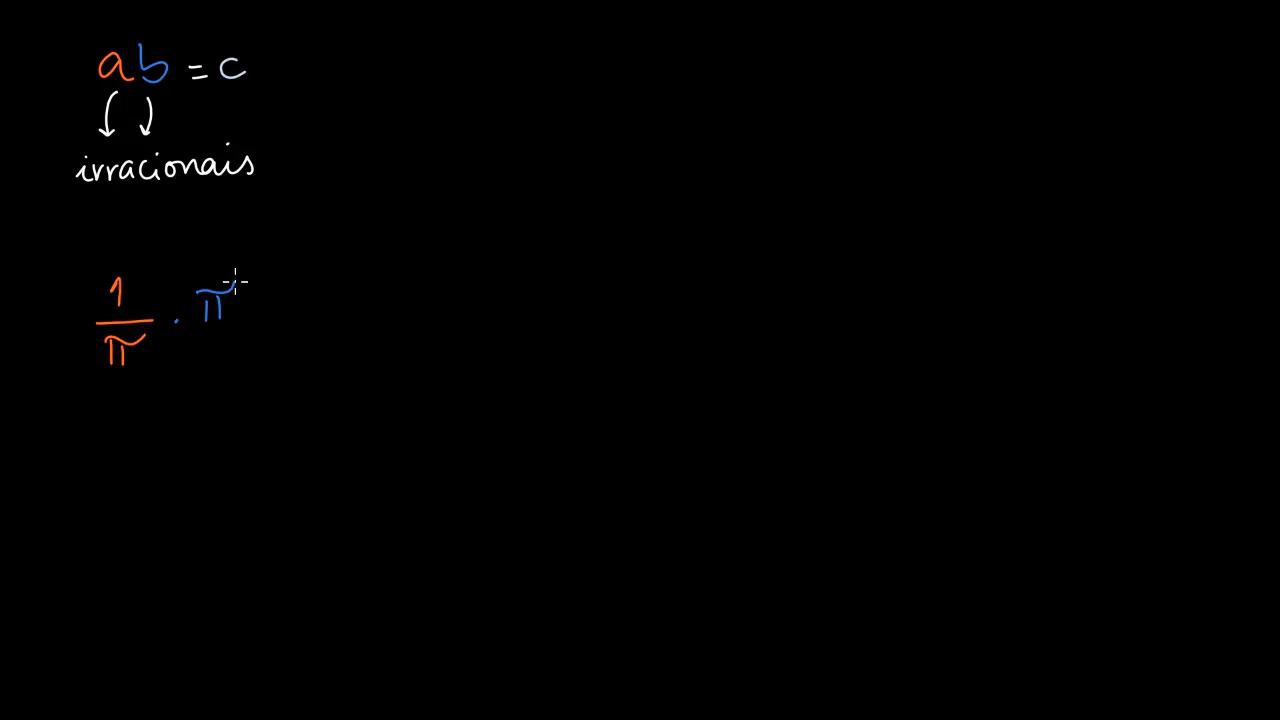 ab = c
irracionais
1/π · π